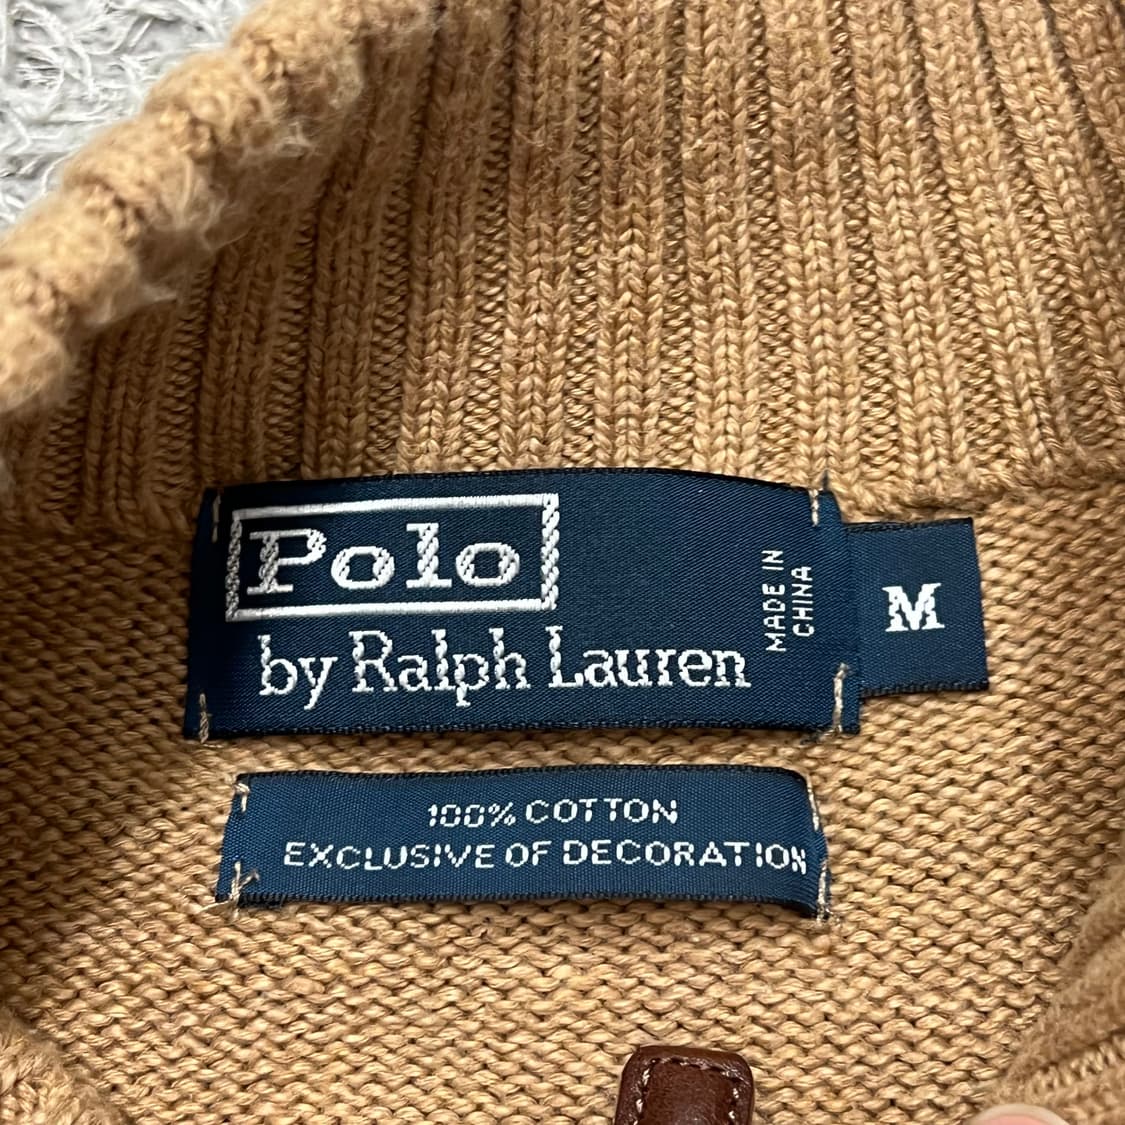 Polo
by Ralph Lauren
MADE IN
CHINA
M
100% COTTON
EXCLUSIVE OF DECORATION